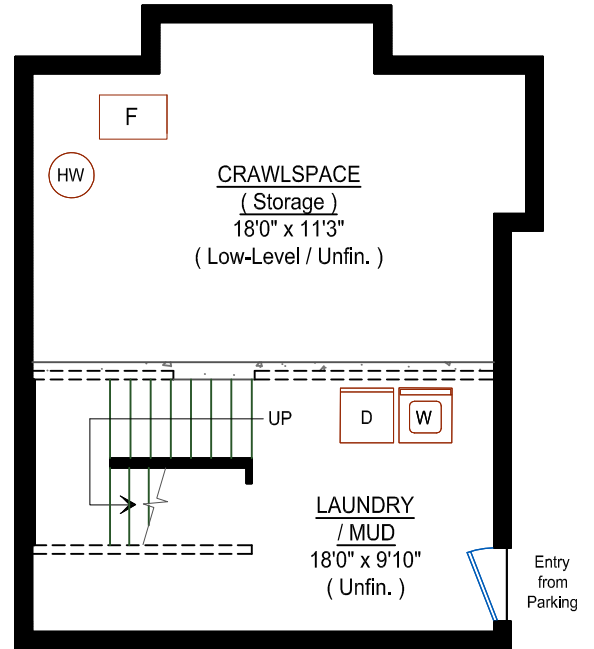 F
HW
CRAWLSPACE
( Storage )
18'0" x 11'3"
( Low-Level / Unfin. )
UP
D
W
LAUNDRY
/ MUD
18'0" x 9'10"
( Unfin. )
Entry
from
Parking